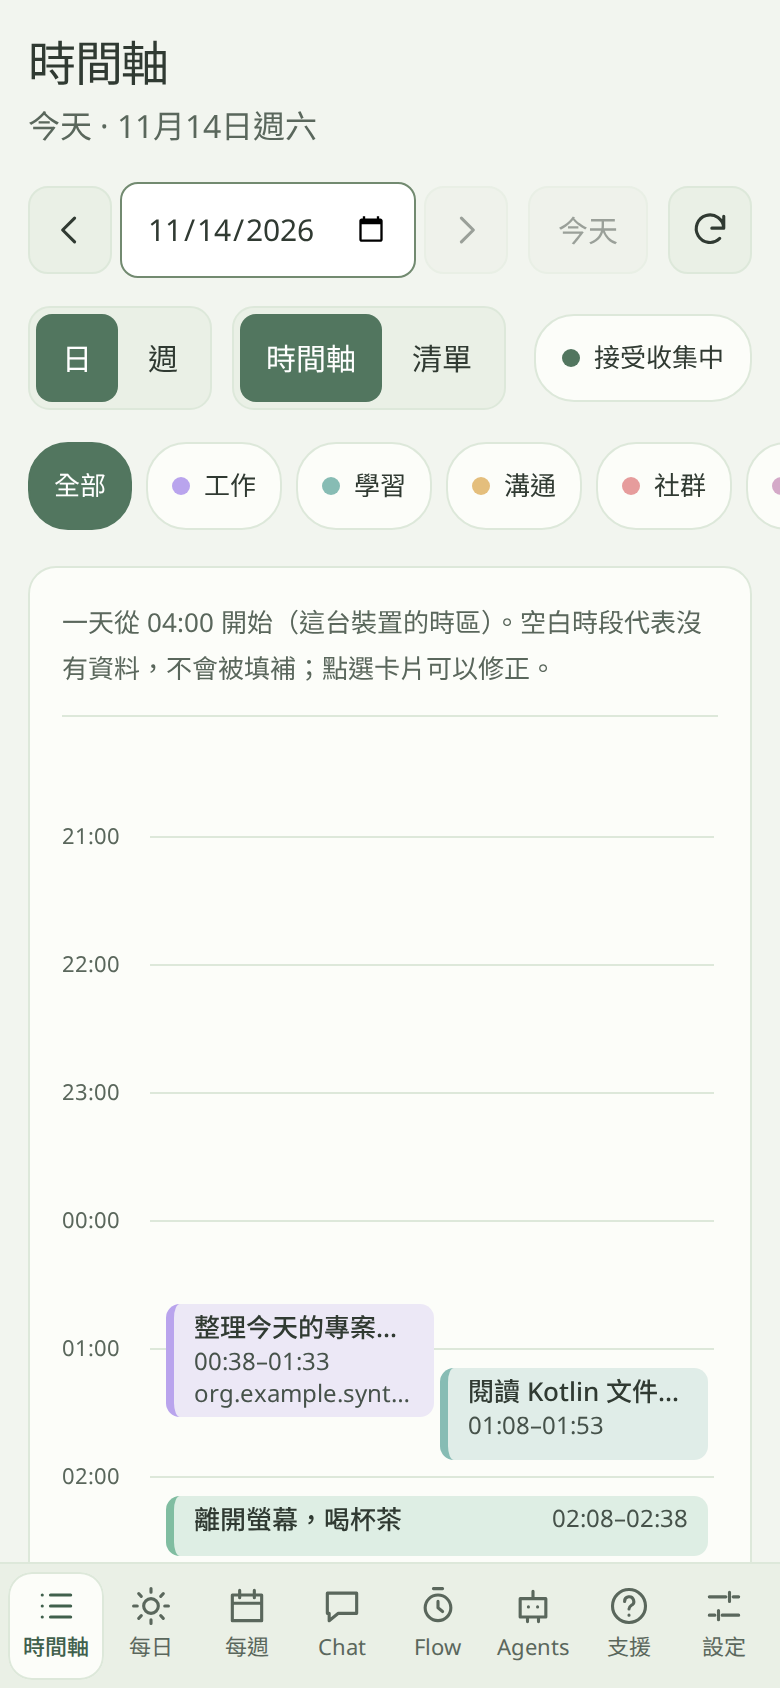 時間軸
今天 · 11月14日週六
11/14/2026
今天
日
週
時間軸
清單
接受收集中
全部
工作
學習
溝通
社群
一天從 04:00 開始（這台裝置的時區）。空白時段代表沒
有資料，不會被填補；點選卡片可以修正。
21:00
22:00
23:00
00:00
整理今天的專案…
01:00
00:38–01:33
org.example.synt…
閱讀 Kotlin 文件…
01:08–01:53
02:00
離開螢幕，喝杯茶
02:08–02:38
時間軸
每日
每週
Chat
Flow
Agents
支援
設定